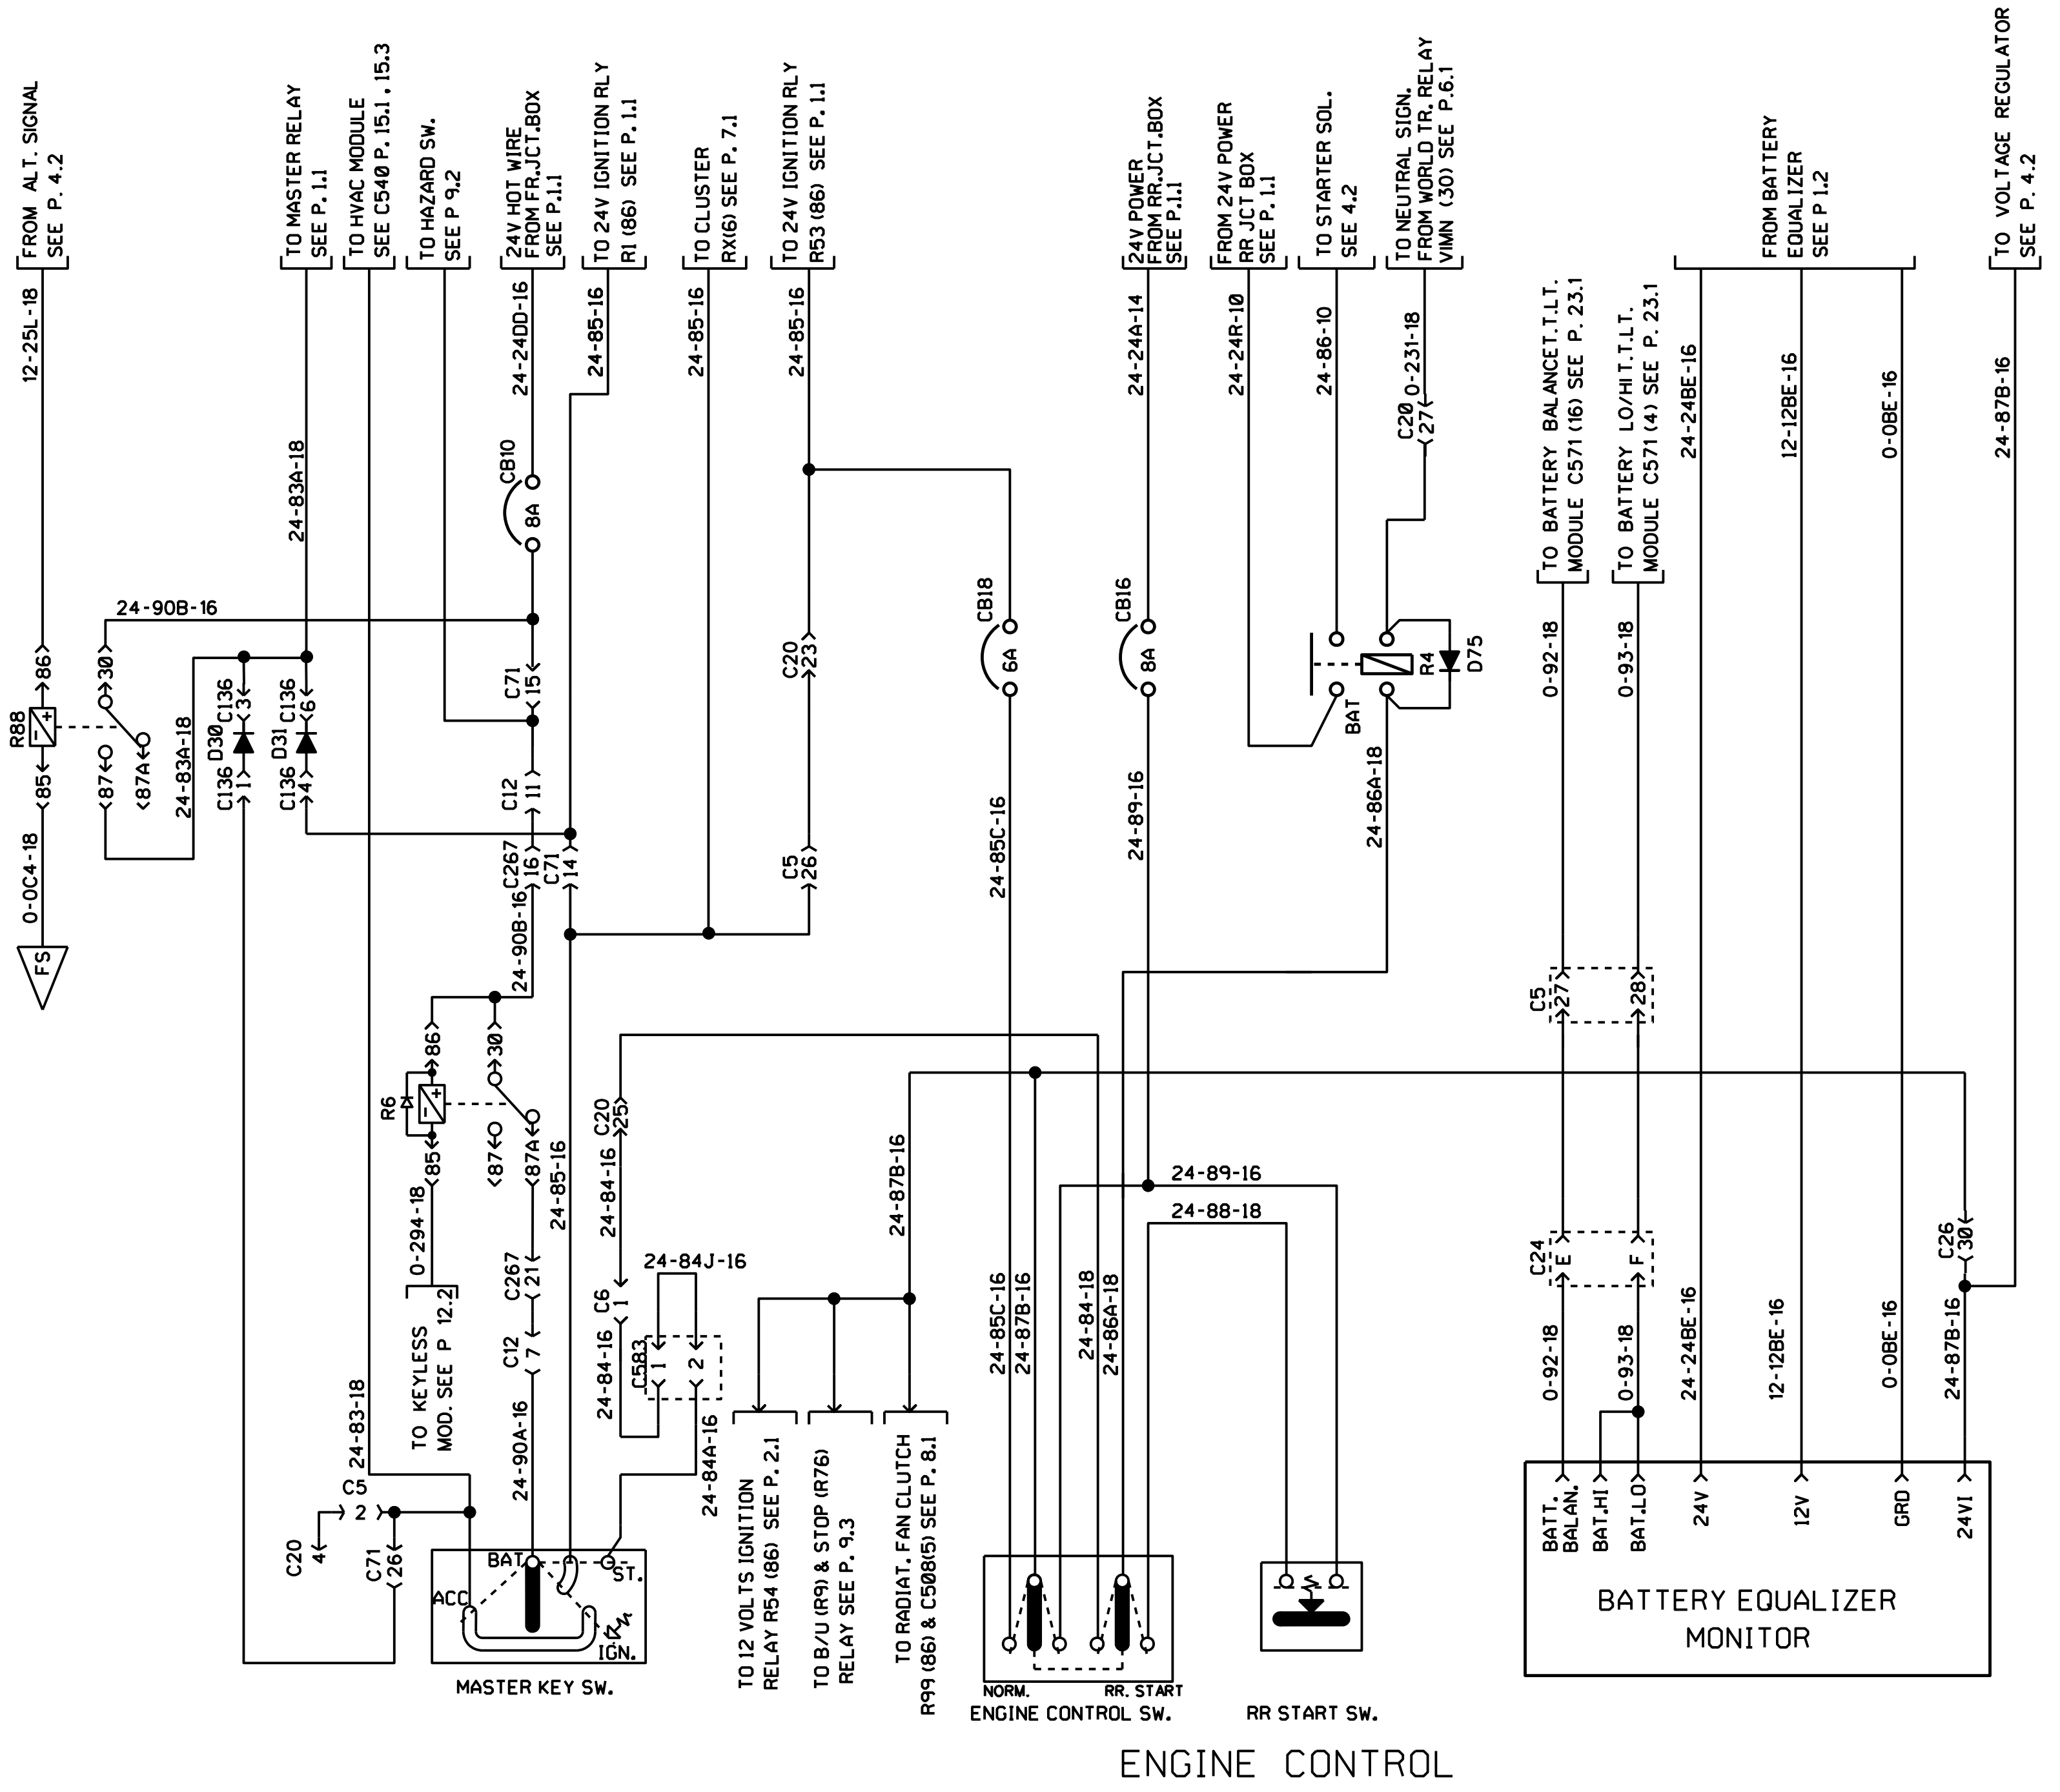 FROM ALT. SIGNAL
SEE P. 4.2
TO MASTER RELAY
SEE P. 1.1
TO HVAC MODULE
SEE C540 P. 15.1 , 15.3
TO HAZARD SW.
SEE P 9.2
24V HOT WIRE
FROM FR.JCT.BOX
SEE P.1.1
TO 24V IGNITION RLY
R1 (86) SEE P. 1.1
TO CLUSTER
RX(6) SEE P. 7.1
TO 24V IGNITION RLY
R53 (86) SEE P. 1.1
24V POWER
FROM RR.JCT.BOX
SEE P.1.1
FROM 24V POWER
RR JCT BOX
SEE P. 1.1
TO STARTER SOL.
SEE 4.2
TO NEUTRAL SIGN.
FROM WORLD TR. RELAY
VIMN (30) SEE P.6.1
TO BATTERY BALANCET.T.LT.
MODULE C571 (16) SEE P. 23.1
TO BATTERY LO/HI T.T.LT.
MODULE C571 (4) SEE P. 23.1
FROM BATTERY
EQUALIZER
SEE P 1.2
TO VOLTAGE REGULATOR
SEE P. 4.2
12-25L-18
24-83A-18
24-24DD-16
24-85-16
24-85-16
24-85-16
24-24A-14
24-24R-10
24-86-10
0-231-18
C20
27
24-24BE-16
12-12BE-16
0-0BE-16
24-87B-16
CB10
8A
24-90B-16
CB18
6A
CB16
8A
R4
D75
BAT
0-92-18
0-93-18
86
30
R88
+
-
85
87
87A
24-83A-18
C136
3
D30
C136
1
C136
6
D31
C136
4
C71
15
C12
11
C267
16
C71
14
C20
23
C5
26
24-85C-16
24-89-16
24-86A-18
0-0C4-18
FS
24-90B-16
86
30
R6
+
-
85
87
87A
0-294-18
TO KEYLESS
MOD. SEE P 12.2
24-85-16
C20
25
24-84-16
C6
1
24-84-16
24-84J-16
C583
1
2
24-84A-16
C267
21
C12
7
24-90A-16
24-83-18
C5
2
C20
4
C71
26
24-87B-16
24-89-16
24-88-18
24-85C-16
24-87B-16
24-84-18
24-86A-18
C5
27
28
C24
E
F
0-92-18
0-93-18
24-24BE-16
12-12BE-16
0-0BE-16
C26
30
24-87B-16
TO 12 VOLTS IGNITION
RELAY R54 (86) SEE P. 2.1
TO B/U (R9) & STOP (R76)
RELAY SEE P. 9.3
TO RADIAT. FAN CLUTCH
R99 (86) & C508(5) SEE P. 8.1
BAT
ST.
ACC
IGN.
MASTER KEY SW.
NORM.
RR. START
ENGINE CONTROL SW.
RR START SW.
BATT.
BALAN.
BAT.HI
BAT.LO
24V
12V
GRD
24VI
BATTERY EQUALIZER
MONITOR
ENGINE CONTROL